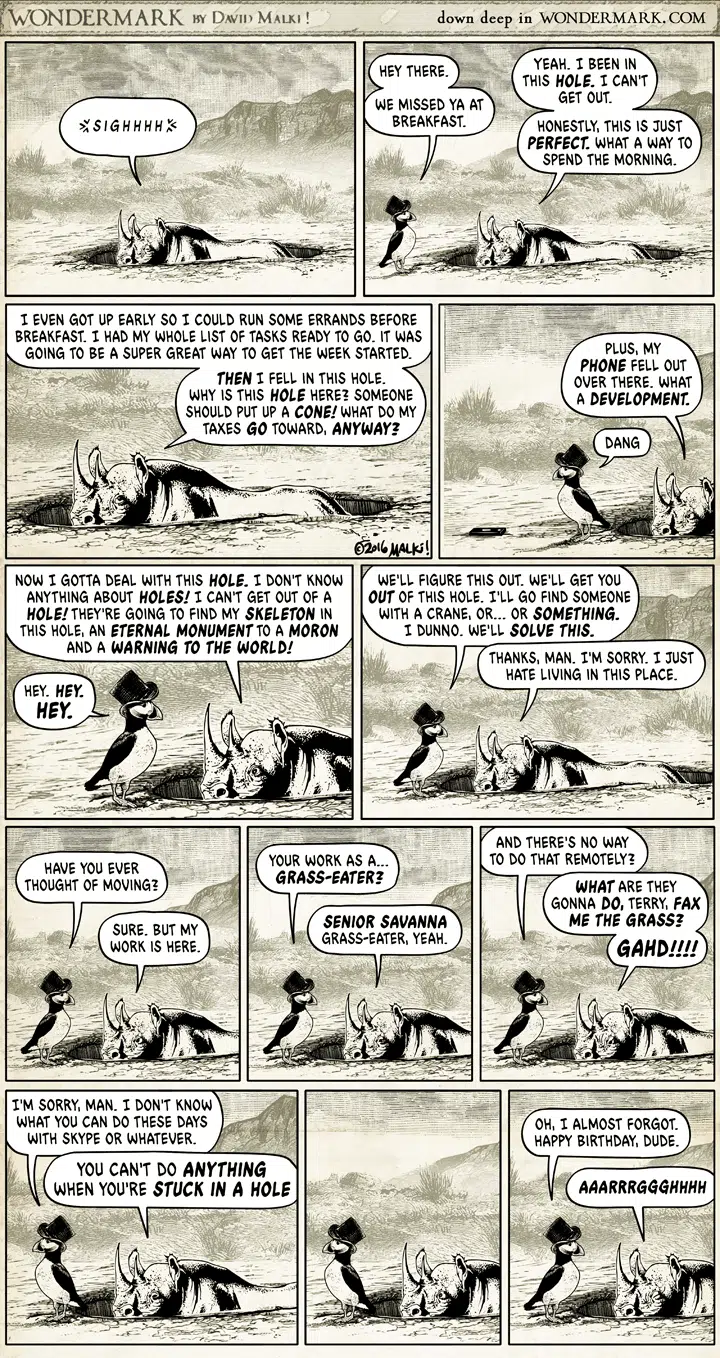 WONDERMARK BY DAVID MALKI !
down deep in WONDERMARK.COM
*SIGHHHH*
HEY THERE.
WE MISSED YA AT
BREAKFAST.
YEAH. I BEEN IN
THIS HOLE. I CAN'T
GET OUT.
HONESTLY, THIS IS JUST
PERFECT. WHAT A WAY TO
SPEND THE MORNING.
I EVEN GOT UP EARLY SO I COULD RUN SOME ERRANDS BEFORE
BREAKFAST. I HAD MY WHOLE LIST OF TASKS READY TO GO. IT WAS
GOING TO BE A SUPER GREAT WAY TO GET THE WEEK STARTED.
THEN I FELL IN THIS HOLE.
WHY IS THIS HOLE HERE? SOMEONE
SHOULD PUT UP A CONE! WHAT DO MY
TAXES GO TOWARD, ANYWAY?
©2016 MALKI!
PLUS, MY
PHONE FELL OUT
OVER THERE. WHAT
A DEVELOPMENT.
DANG
NOW I GOTTA DEAL WITH THIS HOLE. I DON'T KNOW
ANYTHING ABOUT HOLES! I CAN'T GET OUT OF A
HOLE! THEY'RE GOING TO FIND MY SKELETON IN
THIS HOLE, AN ETERNAL MONUMENT TO A MORON
AND A WARNING TO THE WORLD!
HEY. HEY.
HEY.
WE'LL FIGURE THIS OUT. WE'LL GET YOU
OUT OF THIS HOLE. I'LL GO FIND SOMEONE
WITH A CRANE, OR... OR SOMETHING.
I DUNNO. WE'LL SOLVE THIS.
THANKS, MAN. I'M SORRY. I JUST
HATE LIVING IN THIS PLACE.
HAVE YOU EVER
THOUGHT OF MOVING?
SURE. BUT MY
WORK IS HERE.
YOUR WORK AS A...
GRASS-EATER?
SENIOR SAVANNA
GRASS-EATER, YEAH.
AND THERE'S NO WAY
TO DO THAT REMOTELY?
WHAT ARE THEY
GONNA DO, TERRY, FAX
ME THE GRASS?
GAHD!!!!
I'M SORRY, MAN. I DON'T KNOW
WHAT YOU CAN DO THESE DAYS
WITH SKYPE OR WHATEVER.
YOU CAN'T DO ANYTHING
WHEN YOU'RE STUCK IN A HOLE
OH, I ALMOST FORGOT.
HAPPY BIRTHDAY, DUDE.
AAARRRGGGHHHH